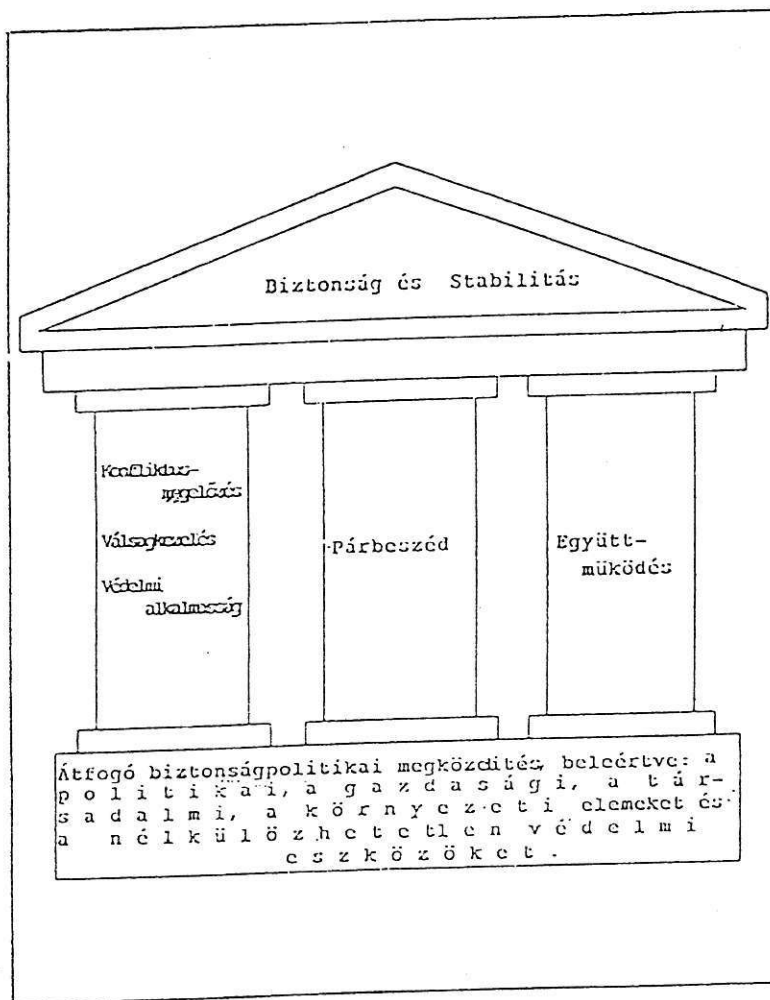 Biztonság és Stabilitás
Konfliktus-
megelőzés
Válságkezelés
Védelmi
alkalmasság
Párbeszéd
Együtt-
müködés
Átfogó biztonságpolitikai megközelítés, beleértve: a
politikai, a gazdasági, a tár-
sadalmi, a környezeti elemeket és
a nélkülözhetetlen védelmi
eszközöket.